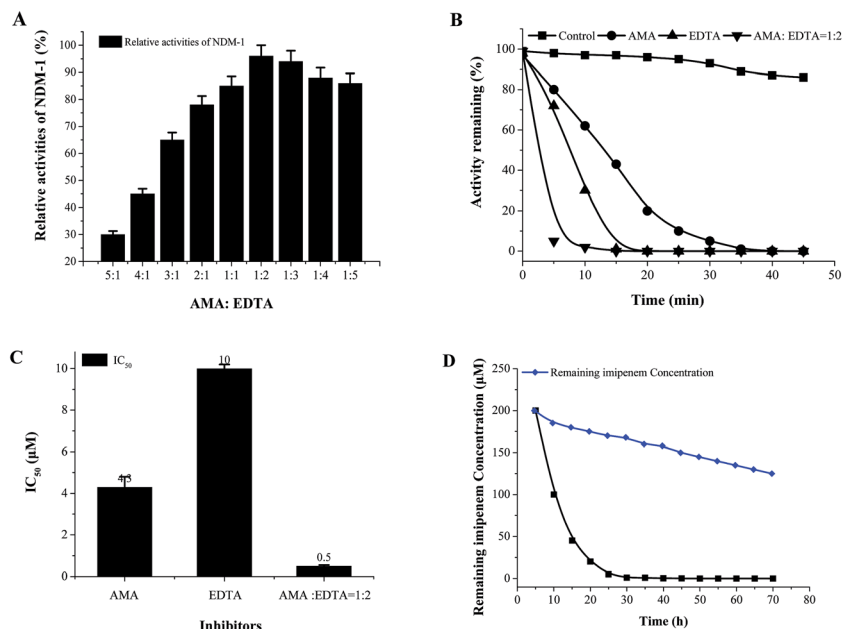 A
Relative activities of NDM-1
Relative activities of NDM-1 (%)
100
90
80
70
60
50
40
30
20
5:1 4:1 3:1 2:1 1:1 1:2 1:3 1:4 1:5
AMA: EDTA
B
Control AMA EDTA AMA: EDTA=1:2
Activity remaining (%)
100
80
60
40
20
0
0 10 20 30 40 50
Time (min)
C
IC50
IC50 (μM)
10
8
6
4
2
0
4.3
10
0.5
AMA EDTA AMA :EDTA=1:2
Inhibitors
D
Remaining imipenem Concentration
Remaining imipenem Concentration (μM)
250
200
150
100
50
0
0 10 20 30 40 50 60 70 80
Time (h)